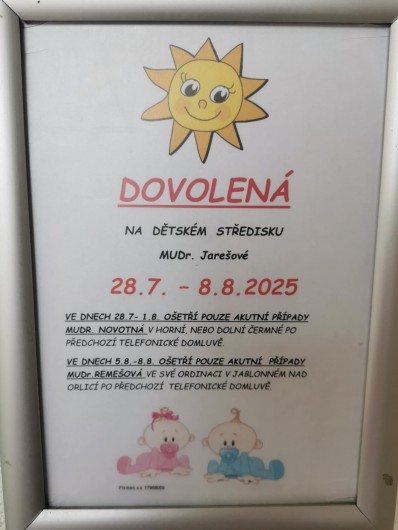 DOVOLENÁ
NA DĚTSKÉM STŘEDISKU
MUDr. Jarešové
28.7. - 8.8.2025
VE DNECH 28.7- 1.8. OŠETŘÍ POUZE AKUTNÍ PŘÍPADY
MUDR. NOVOTNÁ V HORNÍ, NEBO DOLNÍ ČERMNÉ PO
PŘEDCHOZÍ TELEFONICKÉ DOMLUVĚ.
VE DNECH 5.8.-8.8. OŠETŘÍ POUZE AKUTNÍ PŘÍPADY
MUDr.REMEŠOVÁ VE SVÉ ORDINACI V JABLONNÉM NAD
ORLICÍ PO PŘEDCHOZÍ TELEFONICKÉ DOMLUVĚ.